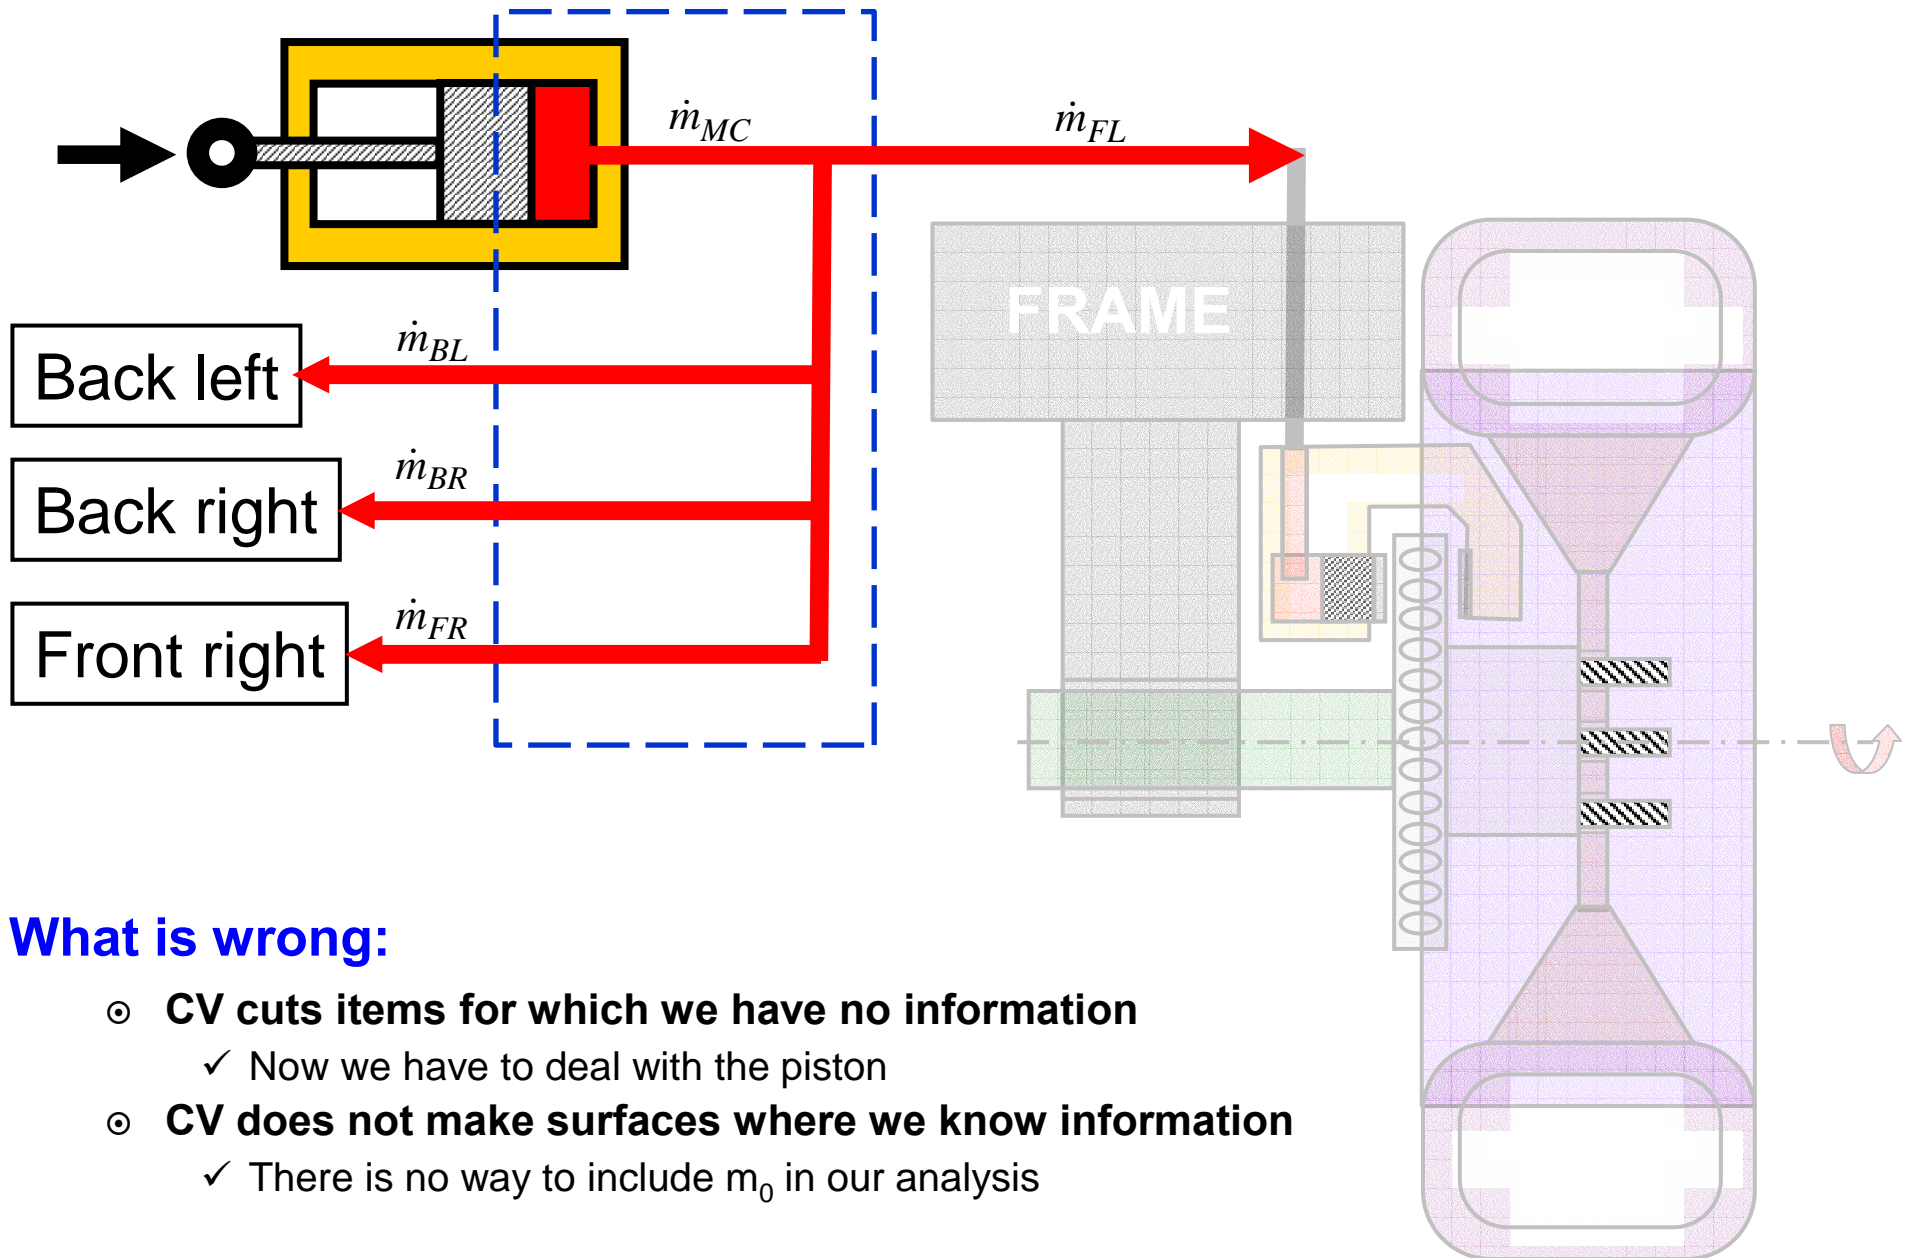 ṁMC
ṁFL
FRAME
ṁBL
Back left
ṁBR
Back right
ṁFR
Front right
What is wrong:
⊙ CV cuts items for which we have no information
✓ Now we have to deal with the piston
⊙ CV does not make surfaces where we know information
✓ There is no way to include m₀ in our analysis